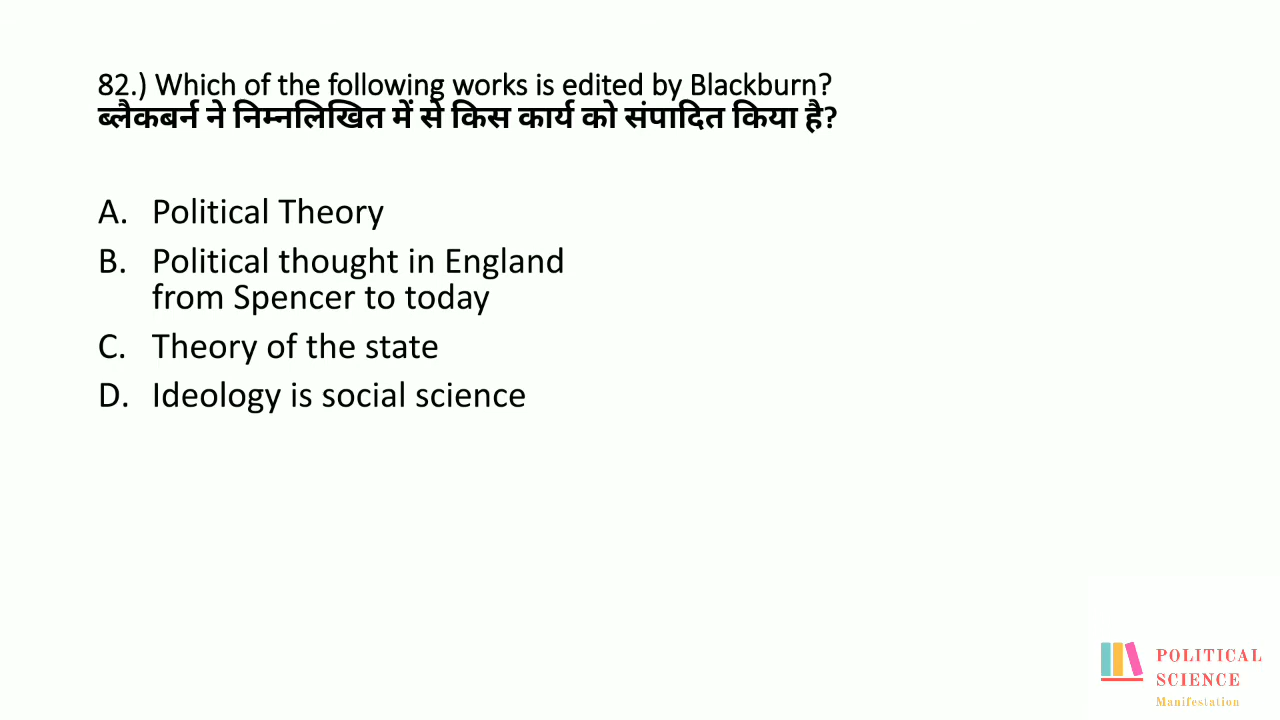 82.) Which of the following works is edited by Blackburn?
ब्लैकबर्न ने निम्नलिखित में से किस कार्य को संपादित किया है?
A. Political Theory
B. Political thought in England
from Spencer to today
C. Theory of the state
D. Ideology is social science
POLITICAL
SCIENCE
Manifestation